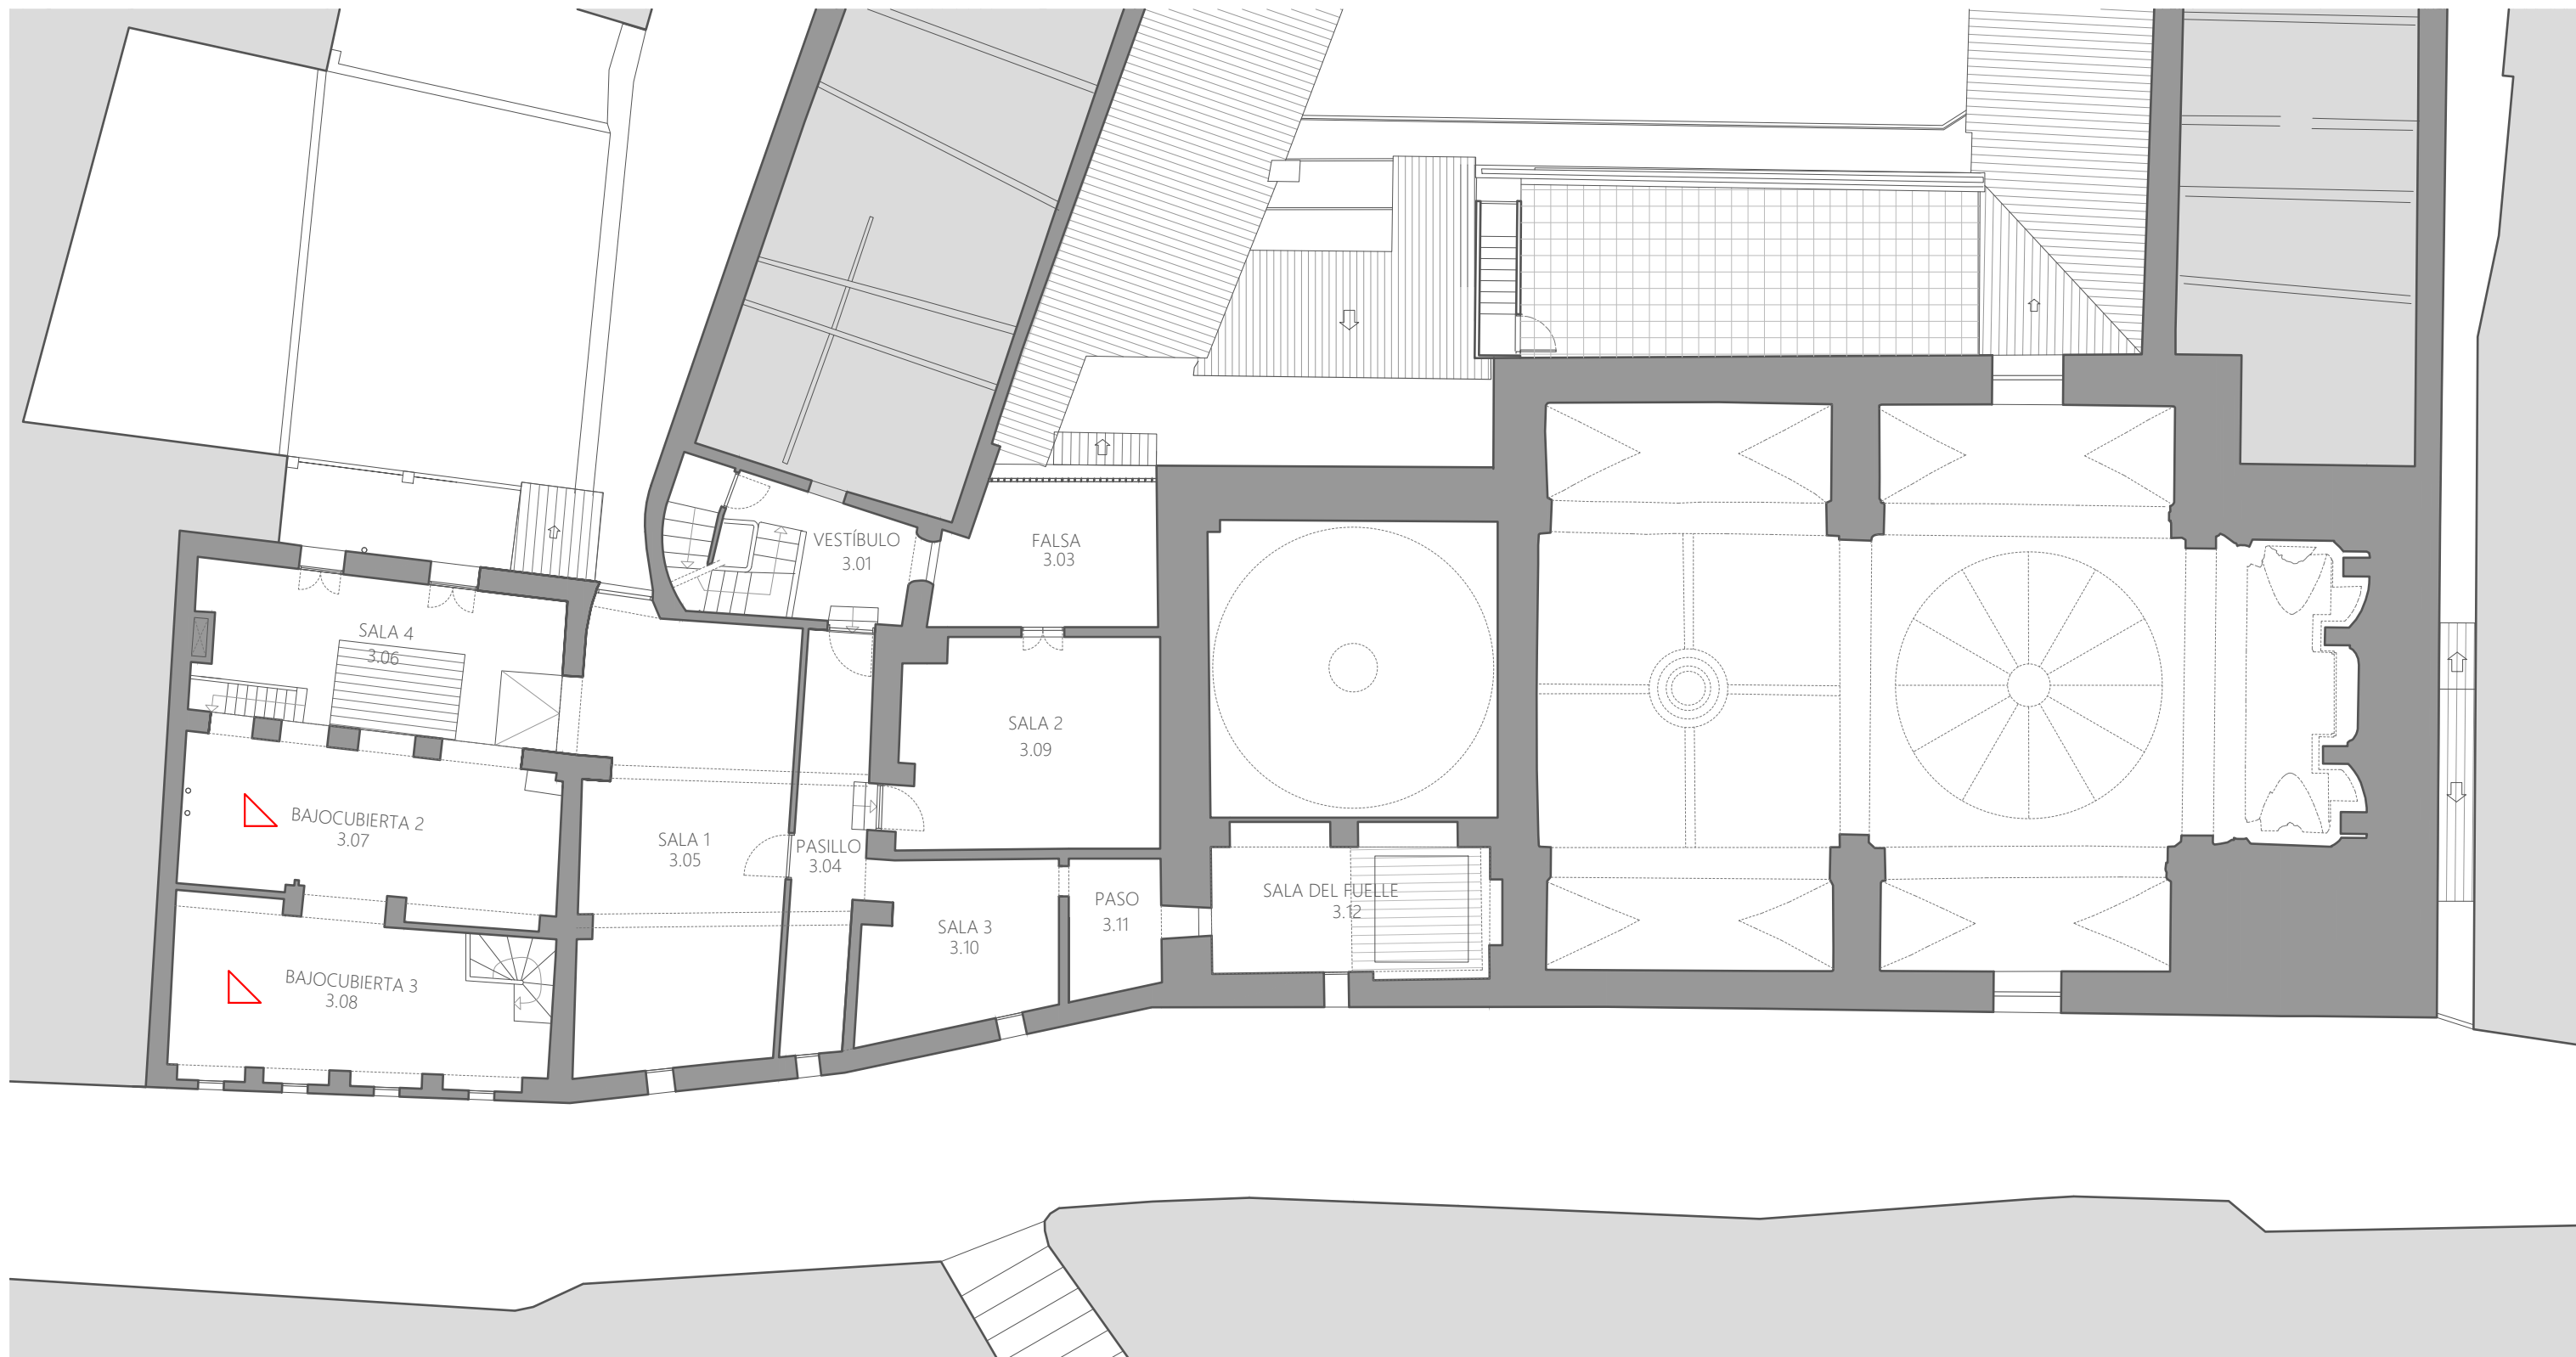 VESTÍBULO
3.01
FALSA
3.03
SALA 4
3.06
SALA 2
3.09
BAJOCUBIERTA 2
3.07
SALA 1
3.05
PASILLO
3.04
SALA DEL FUELLE
3.12
PASO
3.11
SALA 3
3.10
BAJOCUBIERTA 3
3.08